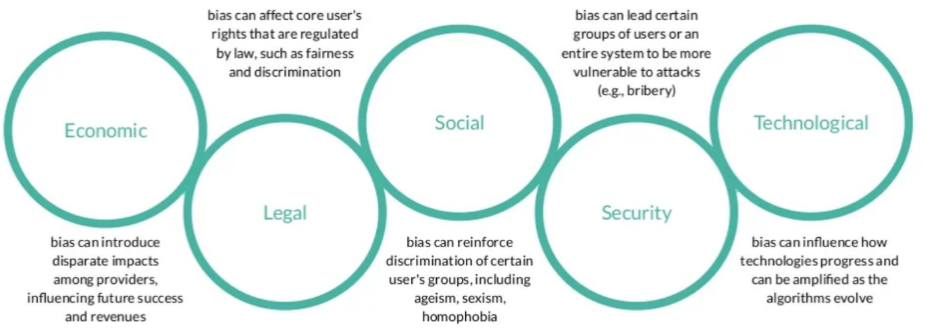 Economic
bias can introduce
disparate impacts
among providers,
influencing future success
and revenues
bias can affect core user's
rights that are regulated
by law, such as fairness
and discrimination
Legal
Social
bias can reinforce
discrimination of certain
user's groups, including
ageism, sexism,
homophobia
bias can lead certain
groups of users or an
entire system to be more
vulnerable to attacks
(e.g., bribery)
Security
Technological
bias can influence how
technologies progress and
can be amplified as the
algorithms evolve